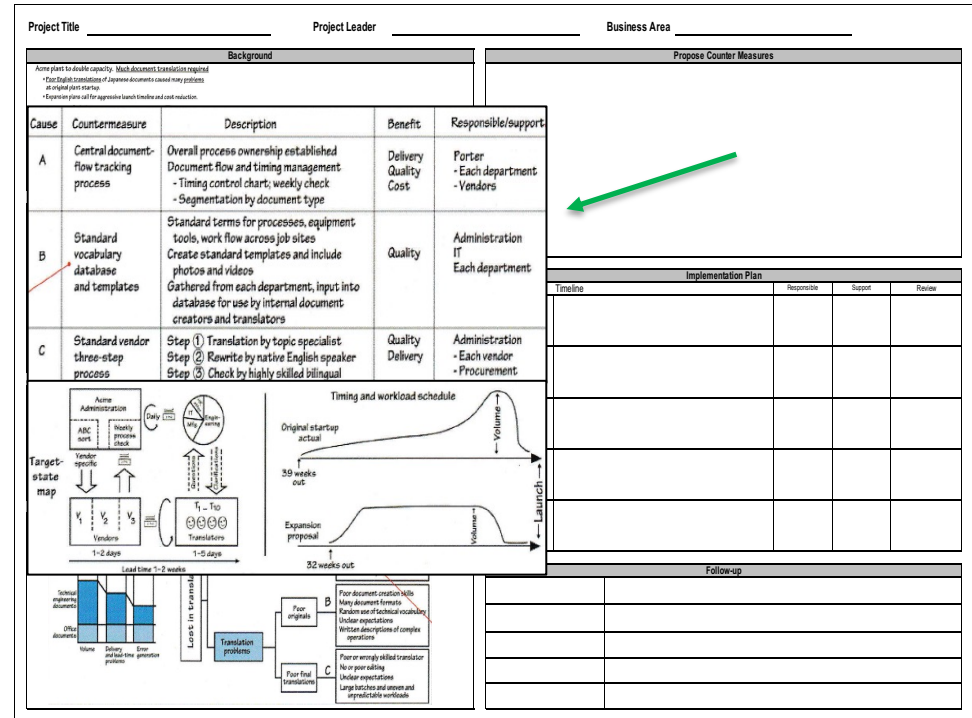 Project Title
Project Leader
Business Area
Background
Acme plant to double capacity. Much document translation required
• Poor English translations of Japanese documents caused many problems
at original plant startup.
• Expansion plans call for aggressive launch timeline and cost reduction.
Cause Countermeasure Description Benefit Responsible/support
A
Central document-
flow tracking
process
Overall process ownership established
Document flow and timing management
- Timing control chart; weekly check
- Segmentation by document type
Delivery
Quality
Cost
Porter
- Each department
- Vendors
B
Standard
vocabulary
database
and templates
Standard terms for processes, equipment
tools, work flow across job sites
Create standard templates and include
photos and videos
Gathered from each department, input into
database for use by internal document
creators and translators
Quality
Administration
IT
Each department
C
Standard vendor
three-step
process
Step ① Translation by topic specialist
Step ② Rewrite by native English speaker
Step ③ Check by highly skilled bilingual
Quality
Delivery
Administration
- Each vendor
- Procurement
Target-
state
map
Acme
Administration
ABC
sort
Weekly
process
check
Daily
IT
Mfg.
Engin-
eering
Vendor
specific
Questions
Clarifications
V1 V2 V3
Vendors
T1 – T10
Translators
1-2 days
1-5 days
Lead time 1-2 weeks
Timing and workload schedule
Original startup
actual
Volume
39 weeks
out
Launch
Expansion
proposal
Volume
32 weeks out
Technical
engineering
documents
Office
documents
Volume
Delivery
and lead-time
problems
Error
generation
Lost in transla
Translation
problems
Poor
originals
B
Poor document creation skills
Many document formats
Random use of technical vocabulary
Unclear expectations
Written descriptions of complex
operations
Poor final
translations
C
Poor or wrongly skilled translator
No or poor editing
Unclear expectations
Large batches and uneven and
unpredictable workloads
Propose Counter Measures
Implementation Plan
Timeline
Responsible
Support
Review
Follow-up